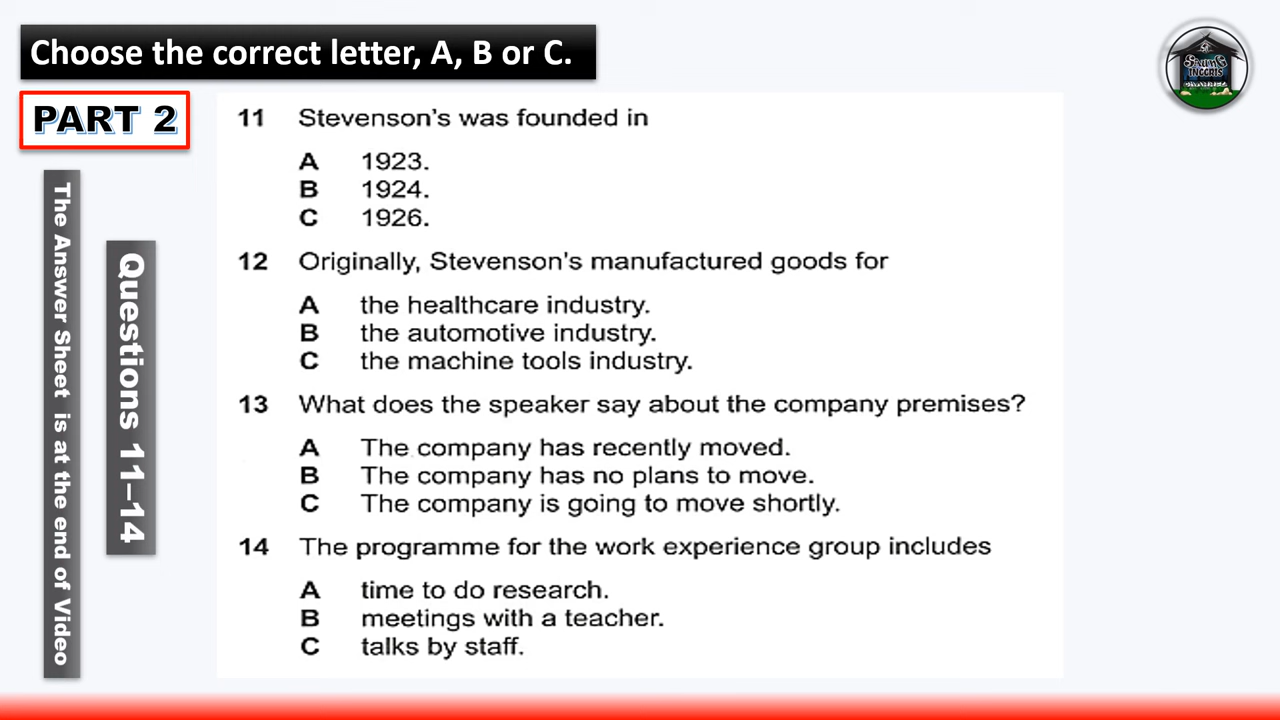 Choose the correct letter, A, B or C.
PART 2
The Answer Sheet is at the end of Video
Questions 11–14
11 Stevenson's was founded in
A 1923.
B 1924.
C 1926.
12 Originally, Stevenson's manufactured goods for
A the healthcare industry.
B the automotive industry.
C the machine tools industry.
13 What does the speaker say about the company premises?
A The company has recently moved.
B The company has no plans to move.
C The company is going to move shortly.
14 The programme for the work experience group includes
A time to do research.
B meetings with a teacher.
C talks by staff.
INGGRIS